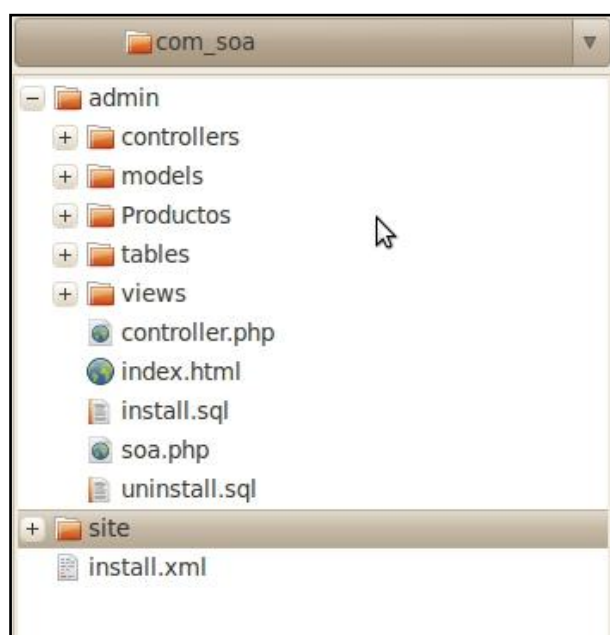 com_soa
admin
controllers
models
Productos
tables
views
controller.php
index.html
install.sql
soa.php
uninstall.sql
site
install.xml